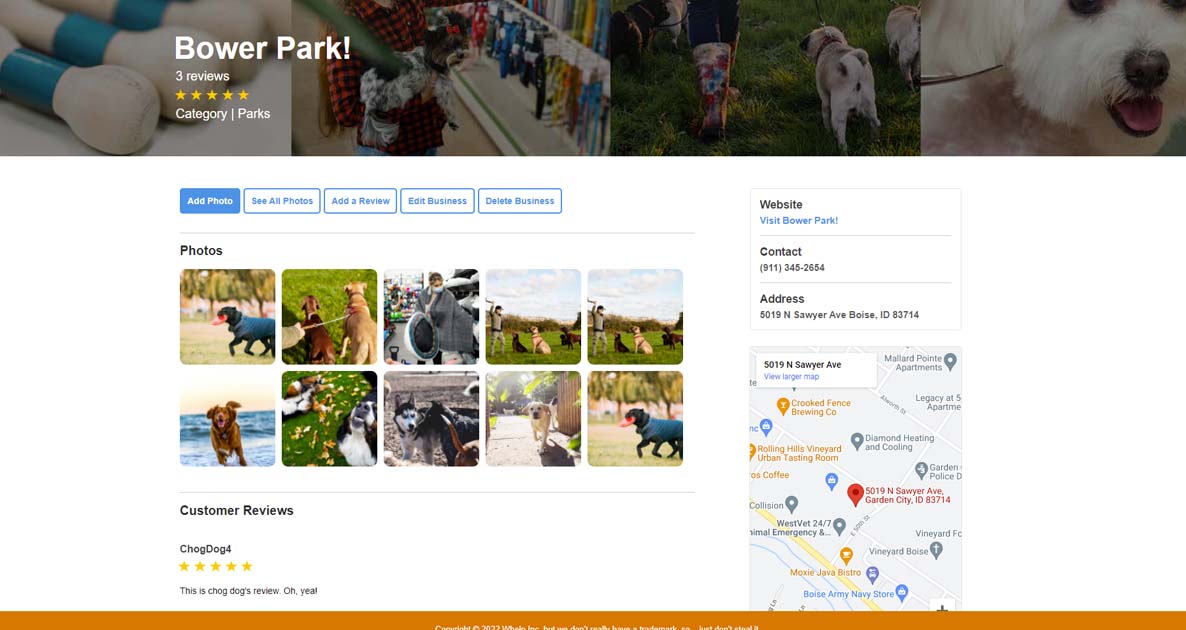 Bower Park!
3 reviews
Category | Parks
Add Photo
See All Photos
Add a Review
Edit Business
Delete Business
Photos
Customer Reviews
ChogDog4
This is chog dog's review. Oh, yea!
Website
Visit Bower Park!
Contact
(911) 345-2654
Address
5019 N Sawyer Ave Boise, ID 83714
5019 N Sawyer Ave
View larger map
Mallard Pointe
Apartments
Legacy at 5
Apartme
Crooked Fence
Brewing Co
Alworth St
Diamond Heating
and Cooling
Rolling Hills Vineyard
Urban Tasting Room
os Coffee
Garden
Police D
5019 N Sawyer Ave,
Garden City, ID 83714
Collision
WestVet 24/7
nimal Emergency &...
E 50th St
Vineyard Fo
Vineyard Boise
Moxie Java Bistro
Boise Army Navy Store
Copyright © 2022 Whelp Inc. but we don't really have a trademark, so... just don't steal it